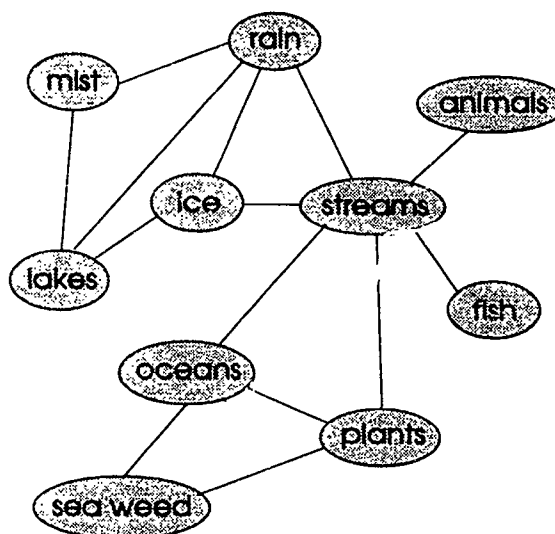 rain
mist
animals
ice
streams
lakes
fish
oceans
plants
sea weed